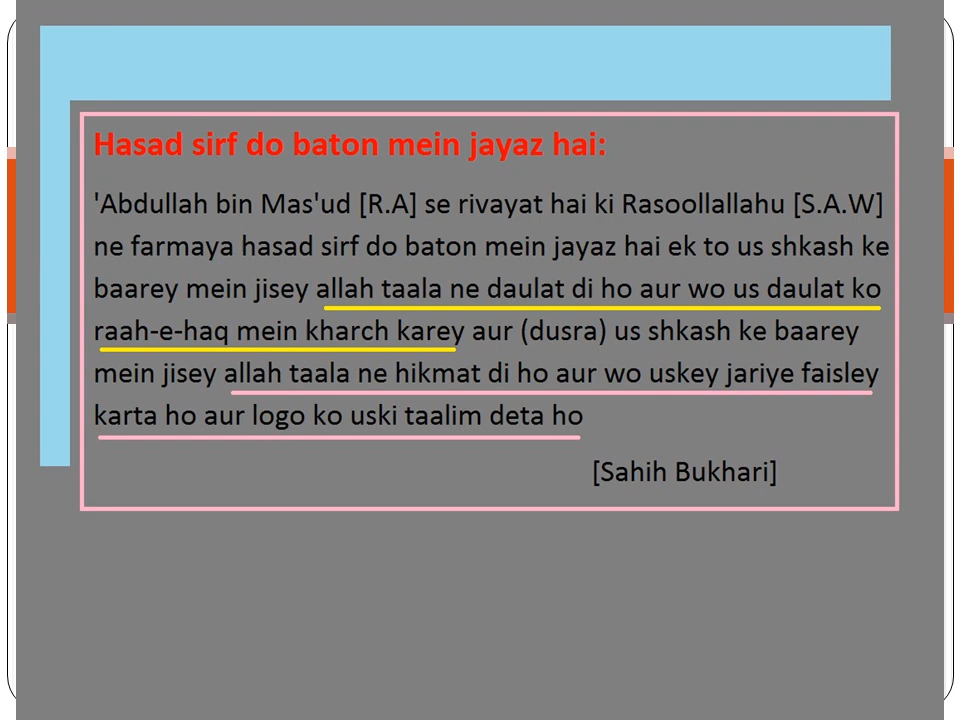 Hasad sirf do baton mein jayaz hai:
'Abdullah bin Mas'ud [R.A] se rivayat hai ki Rasoollallahu [S.A.W]
ne farmaya hasad sirf do baton mein jayaz hai ek to us shkash ke
baarey mein jisey allah taala ne daulat di ho aur wo us daulat ko
raah-e-haq mein kharch karey aur (dusra) us shkash ke baarey
mein jisey allah taala ne hikmat di ho aur wo uskey jariye faisley
karta ho aur logo ko uski taalim deta ho
[Sahih Bukhari]